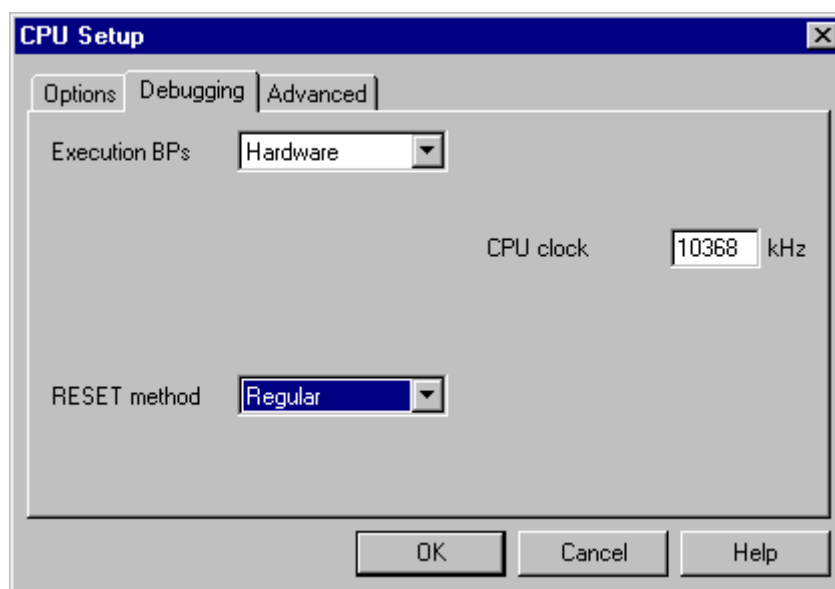 CPU Setup
Options Debugging Advanced
Execution BPs Hardware
CPU clock 10368 kHz
RESET method Regular
OK Cancel Help